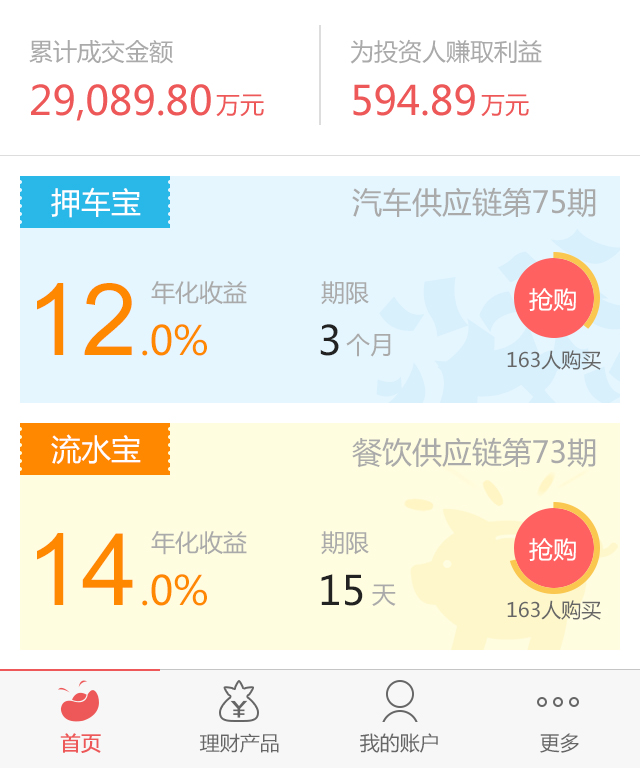 累计成交金额
29,089.80万元
为投资人赚取利益
594.89万元
押车宝
汽车供应链第75期
12.0%
年化收益
期限
3个月
抢购
163人购买
流水宝
餐饮供应链第73期
14.0%
年化收益
期限
15天
抢购
163人购买
首页
理财产品
我的账户
更多